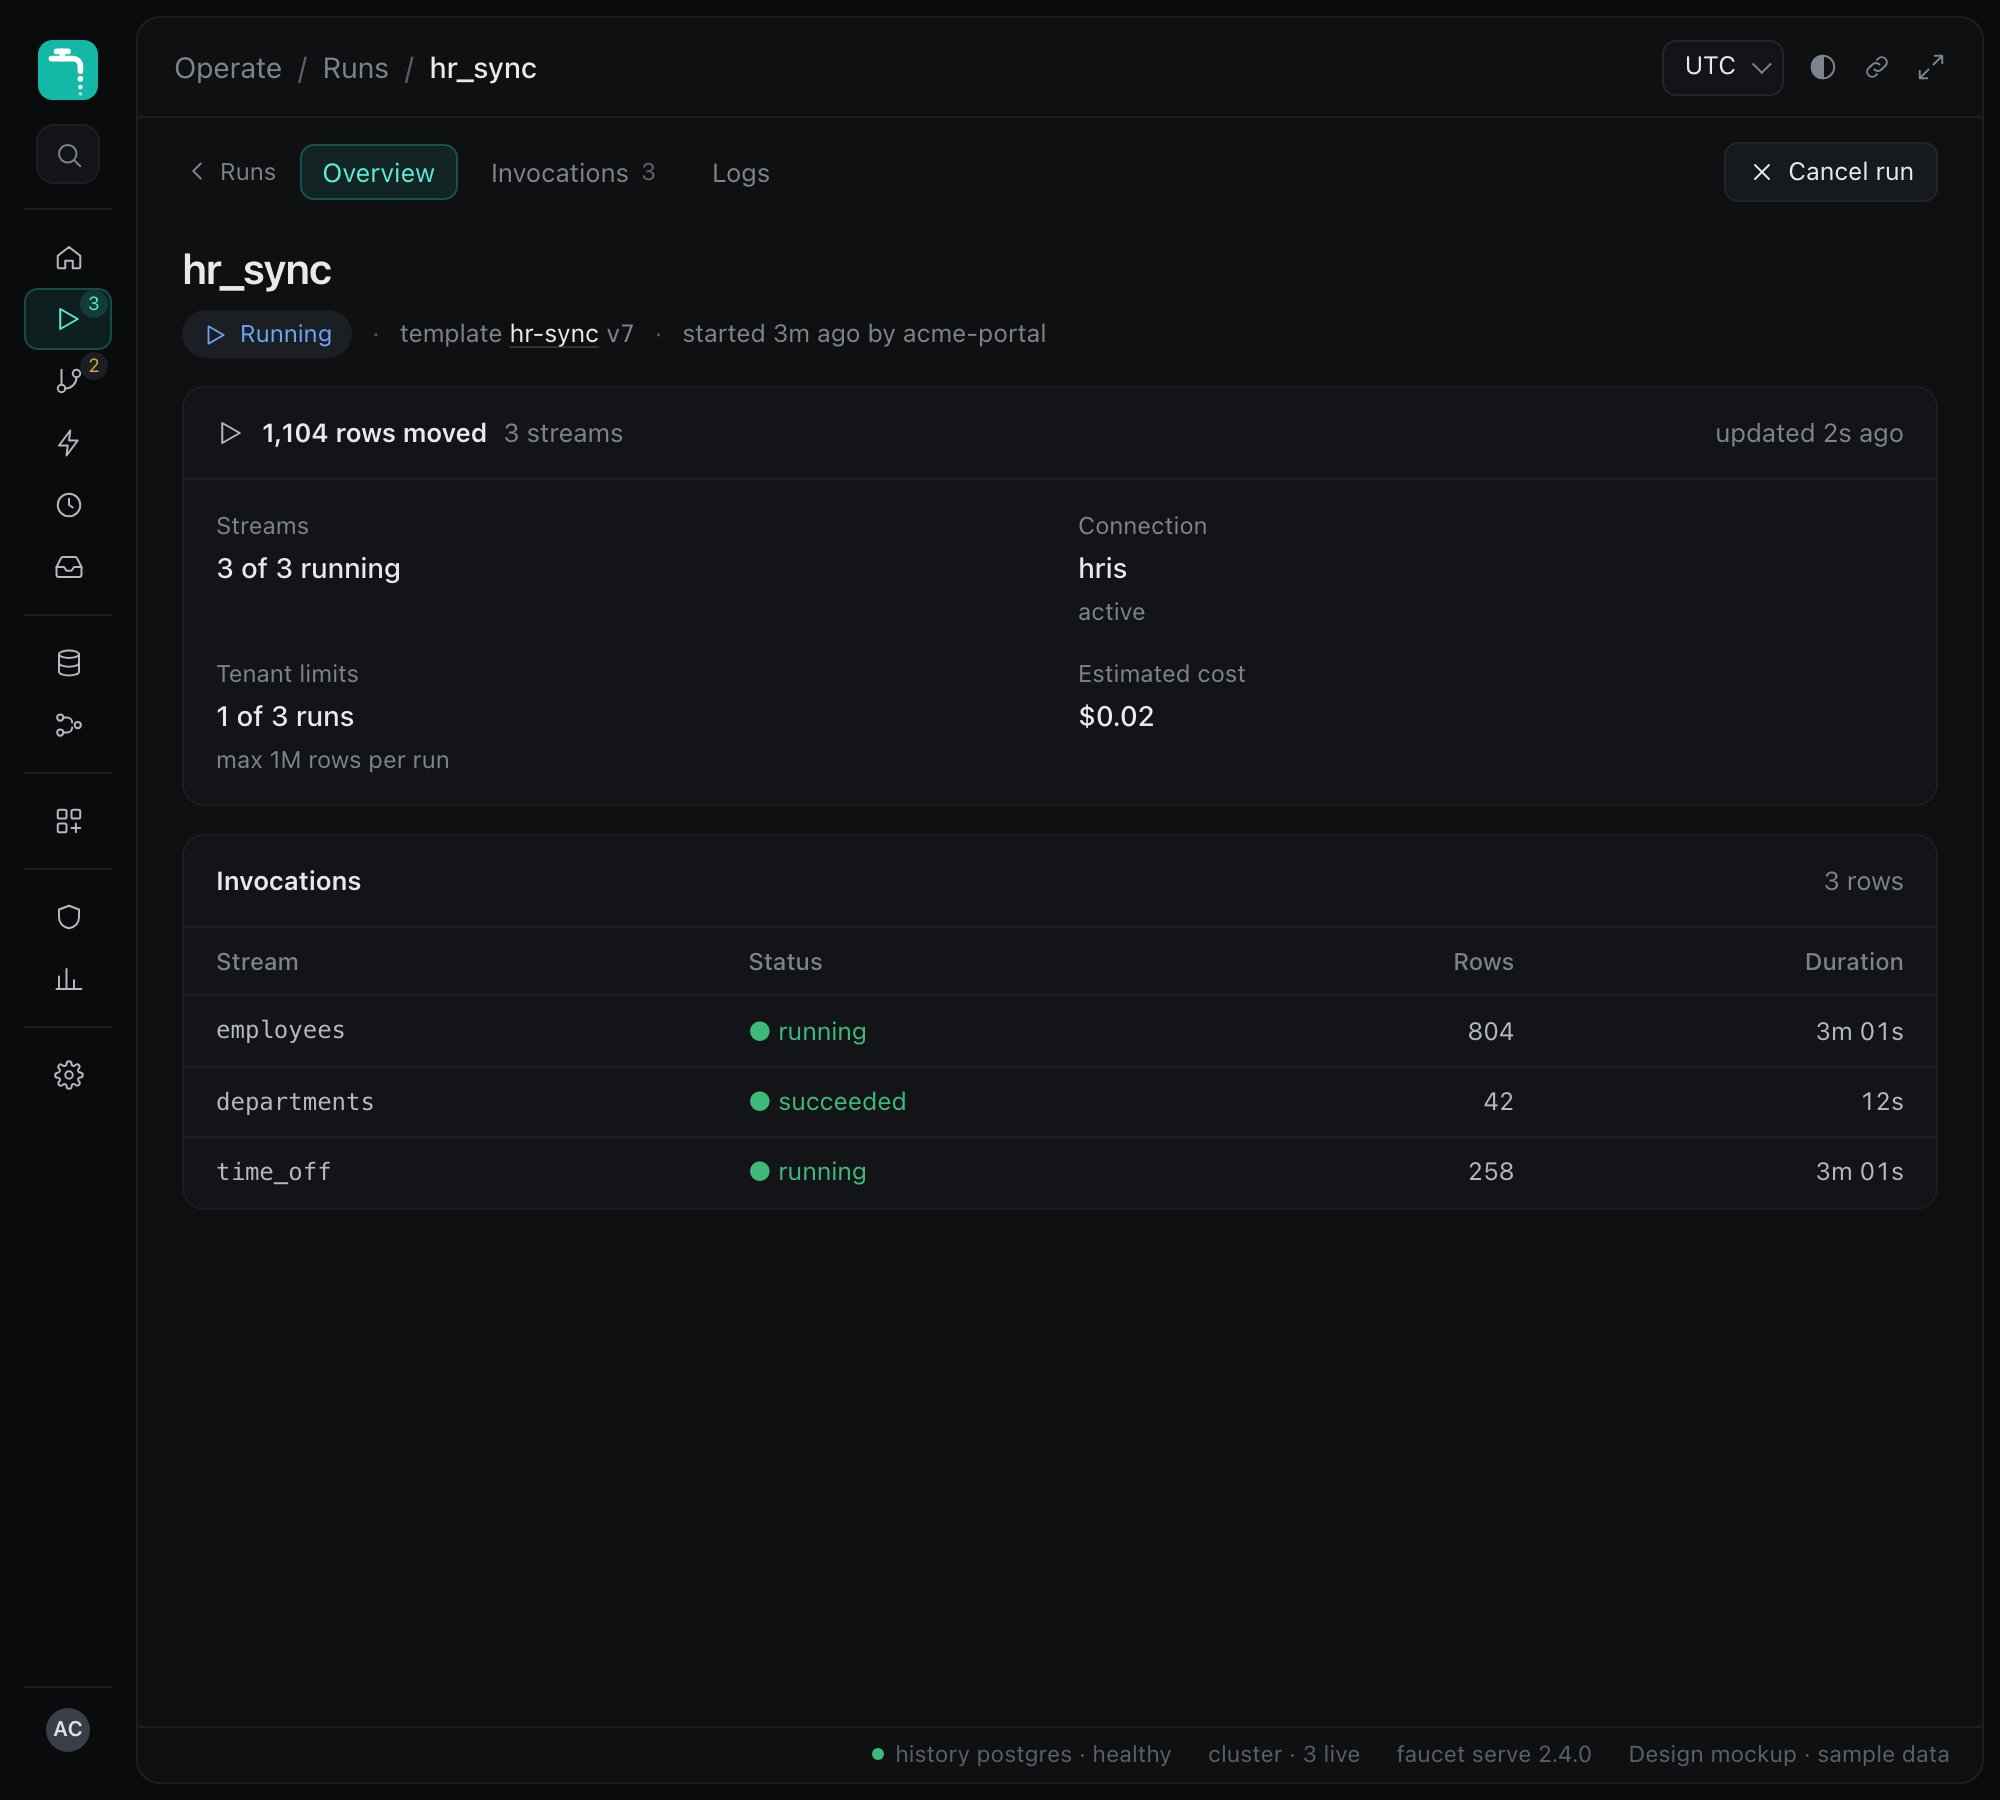 Operate / Runs / hr_sync
UTC
Runs
Overview
Invocations 3
Logs
Cancel run
3
2
hr_sync
Running · template hr-sync v7 · started 3m ago by acme-portal
1,104 rows moved 3 streams
updated 2s ago
Streams
3 of 3 running
Connection
hris
active
Tenant limits
1 of 3 runs
max 1M rows per run
Estimated cost
$0.02
Invocations
3 rows
Stream Status Rows Duration
employees running 804 3m 01s
departments succeeded 42 12s
time_off running 258 3m 01s
AC
history postgres · healthy cluster · 3 live faucet serve 2.4.0 Design mockup · sample data